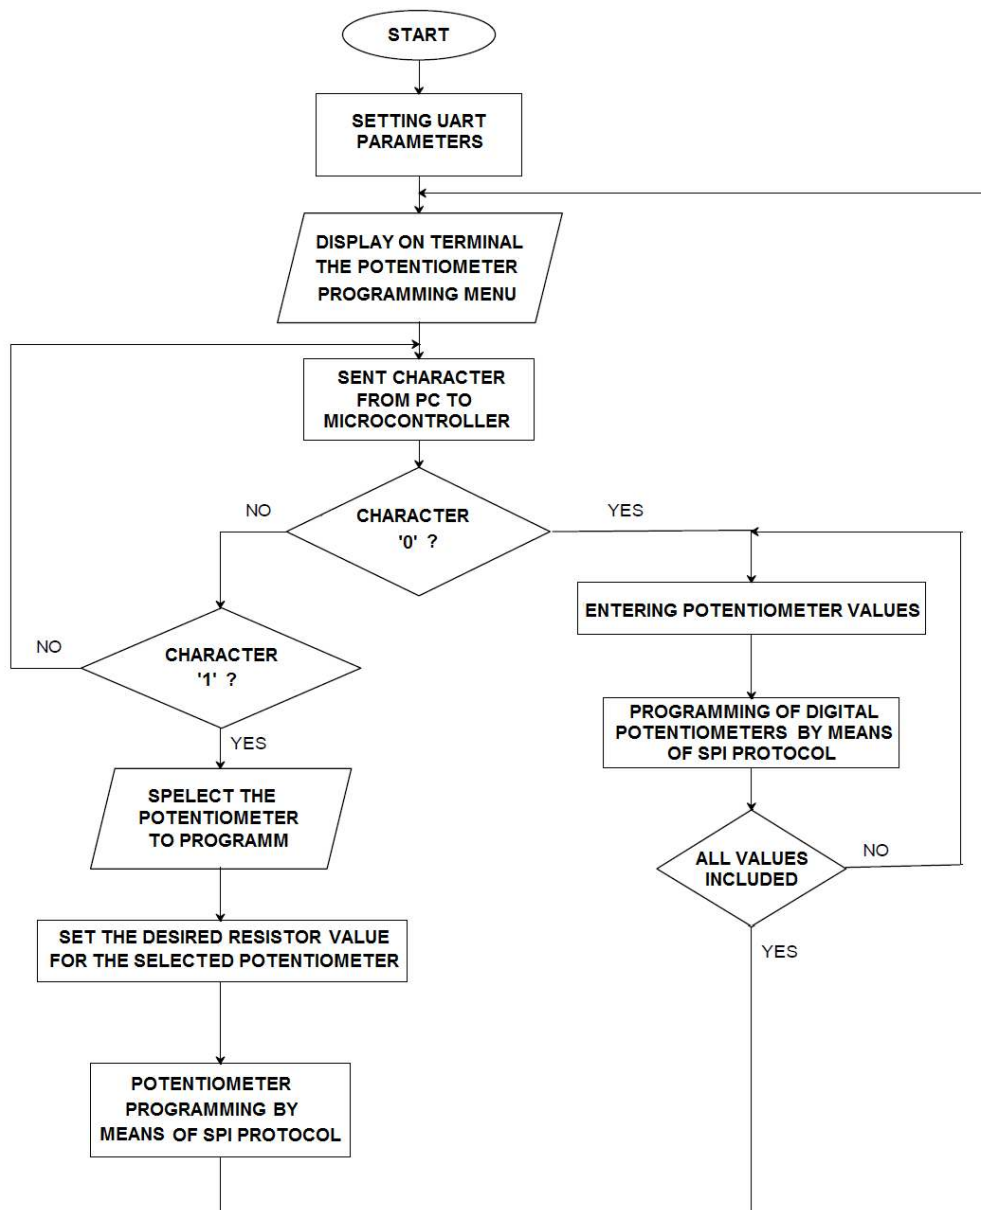 START
SETTING UART
PARAMETERS
DISPLAY ON TERMINAL
THE POTENTIOMETER
PROGRAMMING MENU
SENT CHARACTER
FROM PC TO
MICROCONTROLLER
NO
CHARACTER
'0' ?
YES
NO
CHARACTER
'1' ?
YES
SPELECT THE
POTENTIOMETER
TO PROGRAMM
SET THE DESIRED RESISTOR VALUE
FOR THE SELECTED POTENTIOMETER
POTENTIOMETER
PROGRAMMING BY
MEANS OF SPI PROTOCOL
ENTERING POTENTIOMETER VALUES
PROGRAMMING OF DIGITAL
POTENTIOMETERS BY MEANS
OF SPI PROTOCOL
ALL VALUES
INCLUDED
NO
YES